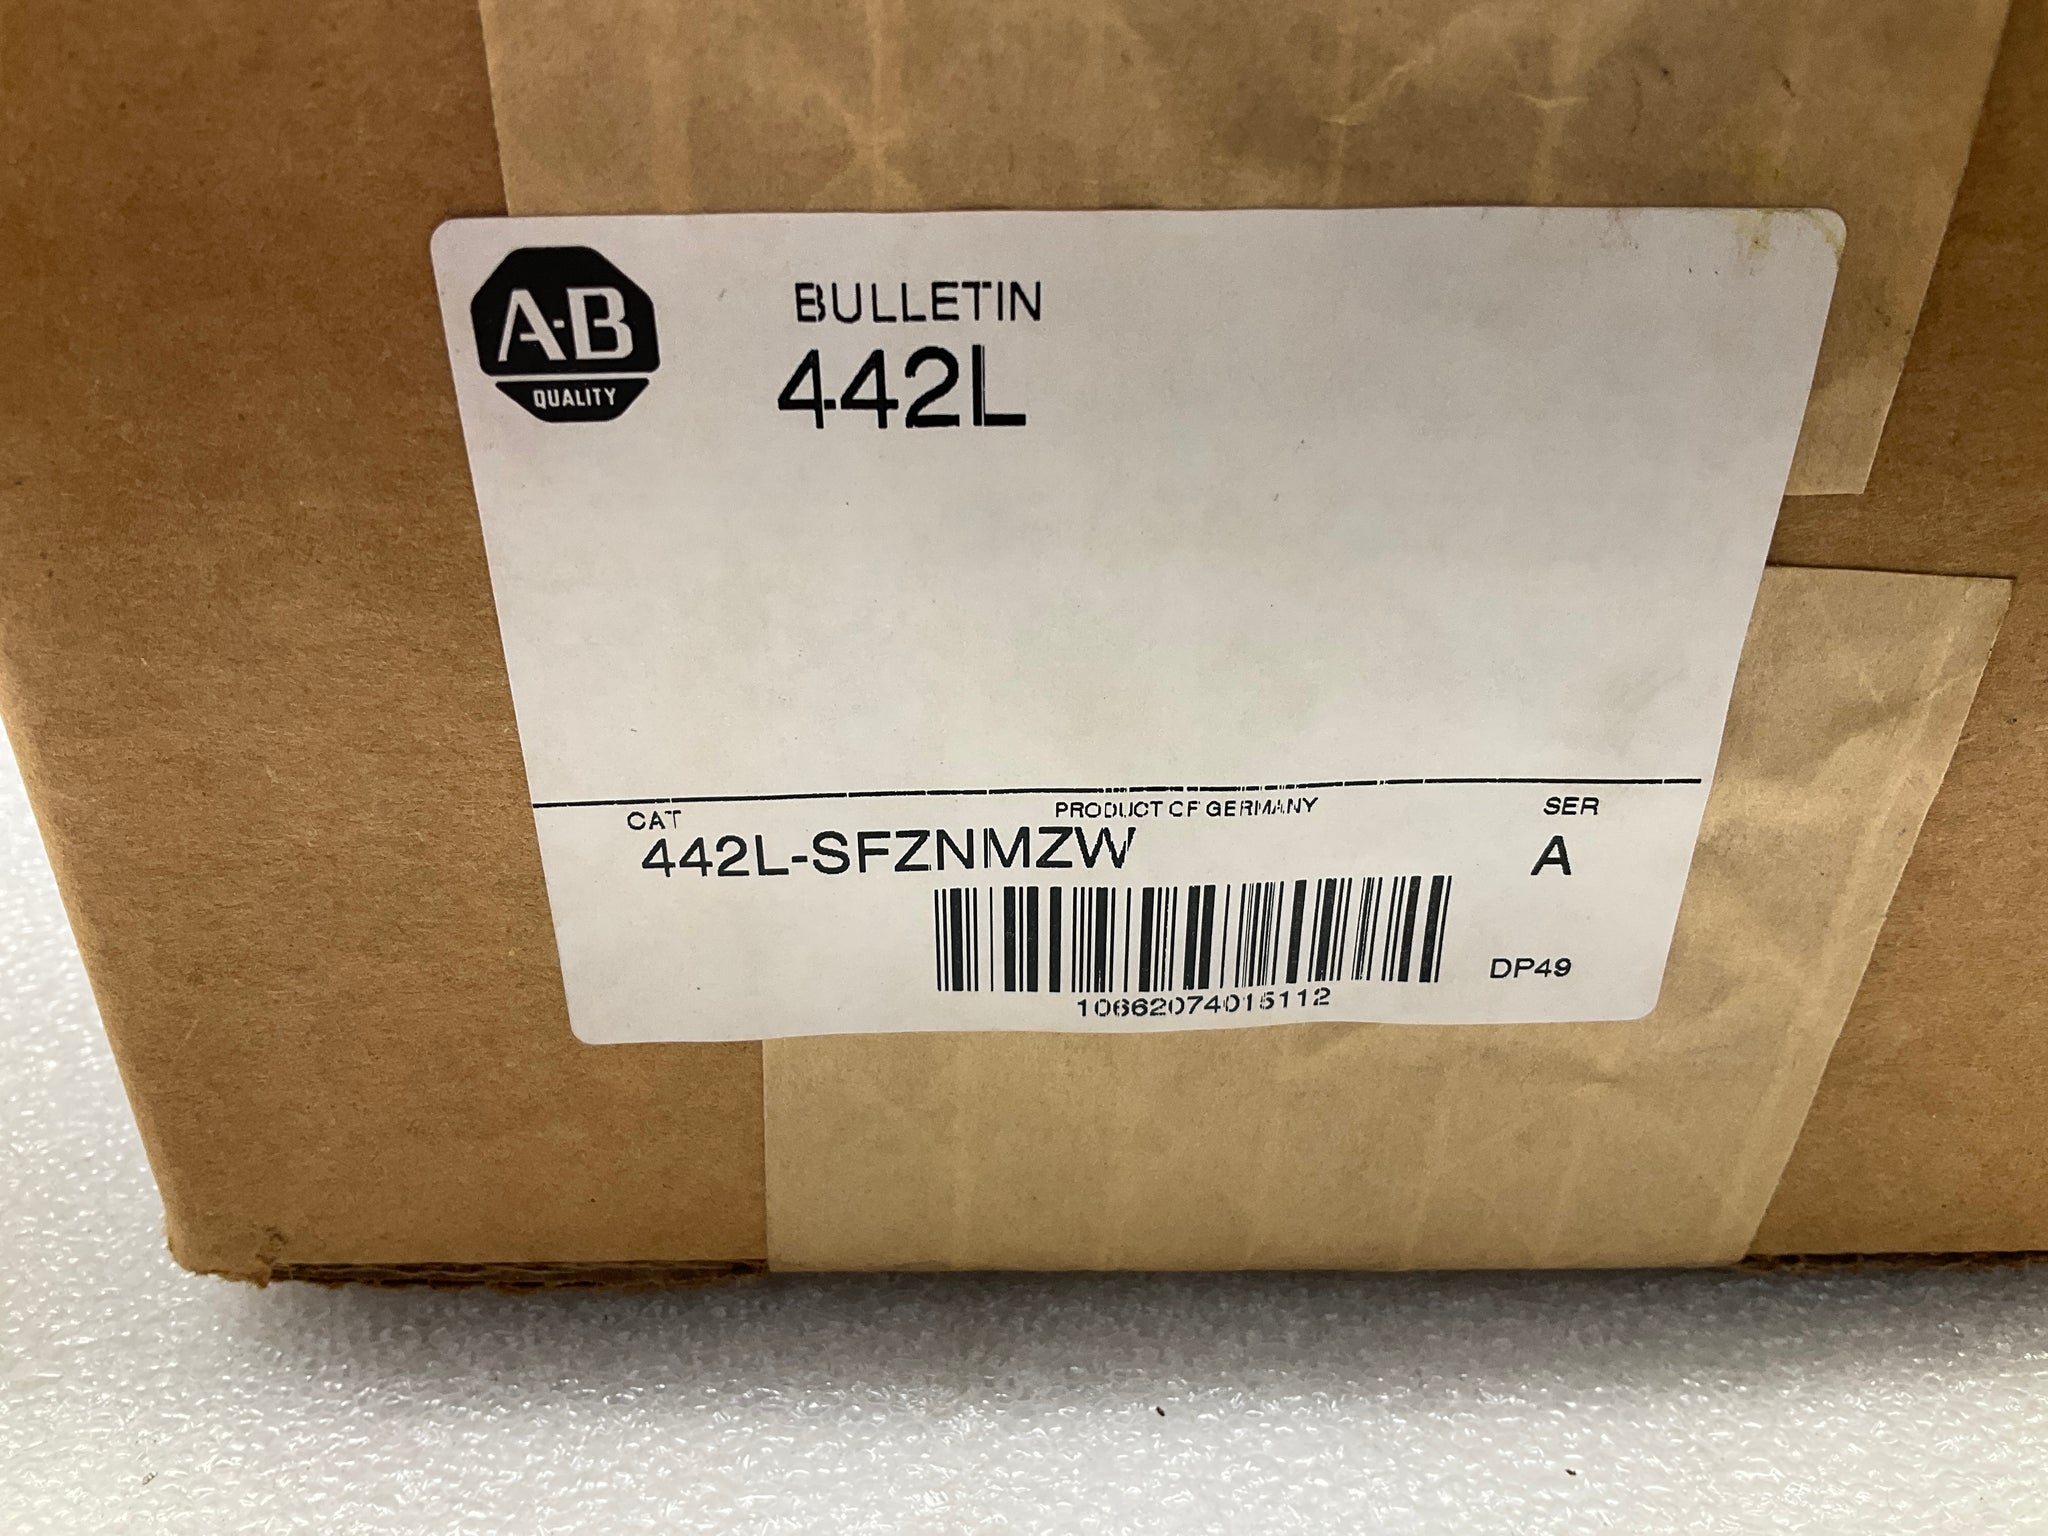 A-B
QUALITY
BULLETIN
442L
CAT
PRODUCT OF GERMANY
SER
442L-SFZNMZW
A
DP49
10662074015112